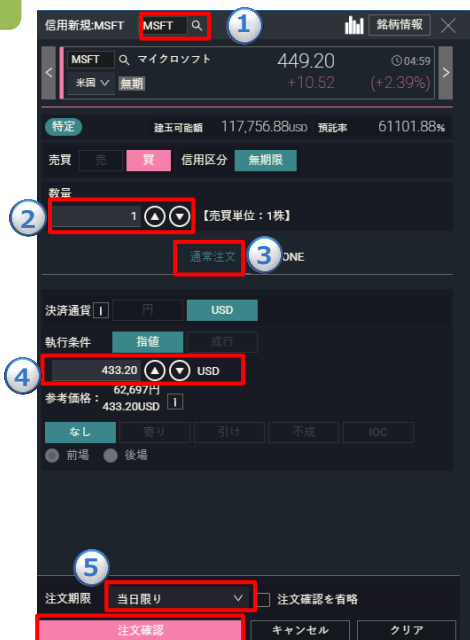 信用新規:MSFT MSFT 1 銘柄情報
MSFT マイクロソフト 449.20 04:59
米国 無期 +10.52 (+2.39%)
特定 建玉可能額 117,756.88USD 預託率 61101.88%
売買 売 買 信用区分 無期限
数量
2 1 【売買単位:1株】
通常注文 3 ONE
決済通貨 i 円 USD
執行条件 指値 成行
4 433.20 USD
参考価格: 62,697円
433.20USD i
なし 寄り 引け 不成 IOC
前場 後場
5
注文期限 当日限り 注文確認を省略
注文確認 キャンセル クリア